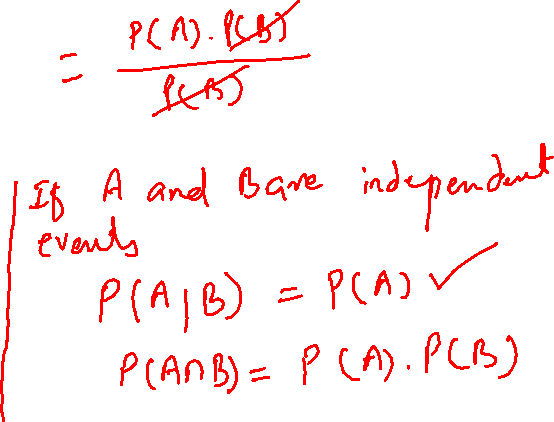 = P(A). P(B)
P(B)
If A and B are independent
events
P(A|B) = P(A) ✓
P(A∩B) = P(A). P(B)